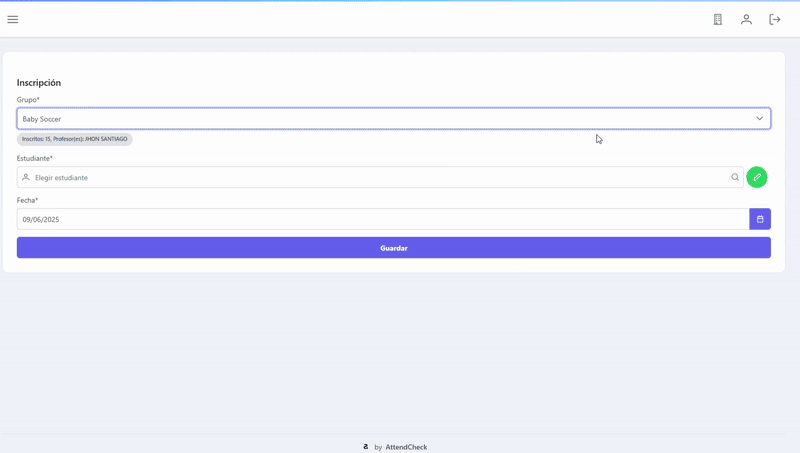 Inscripción
Grupo*
Baby Soccer
Inscritos: 15, Profesor(es): JHON SANTIAGO
Estudiante*
Elegir estudiante
Fecha*
09/06/2025
Guardar
a by AttendCheck